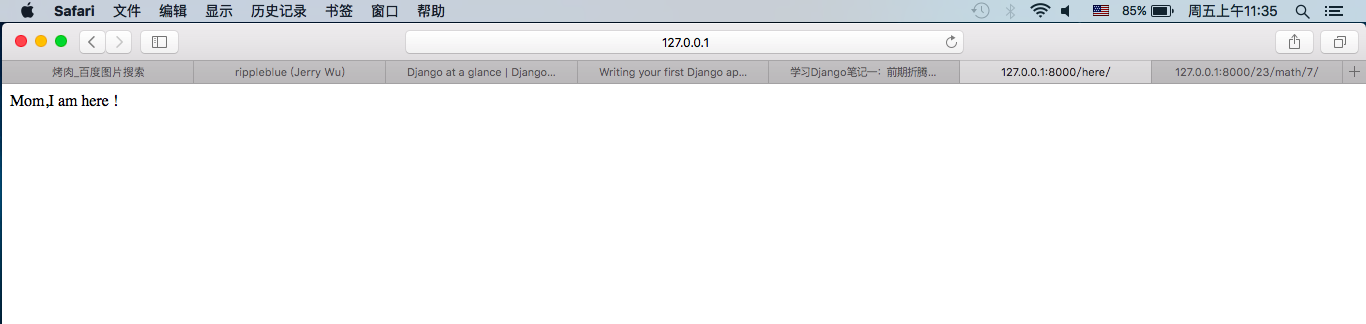 Safari 文件 编辑 显示 历史记录 书签 窗口 帮助 85% 周五上午11:35
127.0.0.1
烤肉_百度图片搜索 rippleblue (Jerry Wu) Django at a glance | Django... Writing your first Django ap... 学习Django笔记一：前期折腾... 127.0.0.1:8000/here/ 127.0.0.1:8000/23/math/7/
Mom,I am here！